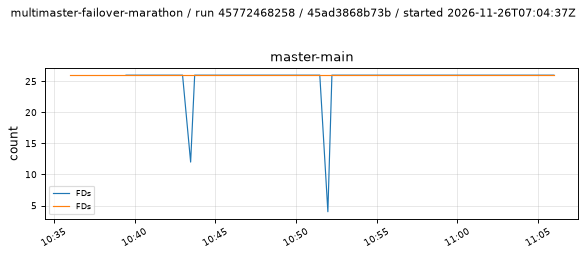 multimaster-failover-marathon / run 45772468258 / 45ad3868b73b / started 2026-11-26T07:04:37Z
master-main
count
25
20
15
10
5
FDs
FDs
10:35
10:40
10:45
10:50
10:55
11:00
11:05